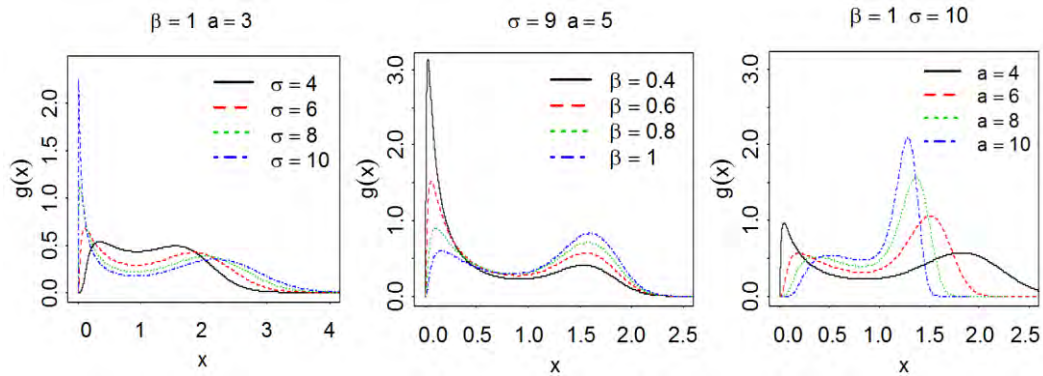 β = 1 a = 3
g(x)
2.0
1.5
1.0
0.5
0.0
σ = 4
σ = 6
σ = 8
σ = 10
0 1 2 3 4
x
σ = 9 a = 5
g(x)
3.0
2.0
1.0
0.0
β = 0.4
β = 0.6
β = 0.8
β = 1
0.0 0.5 1.0 1.5 2.0 2.5
x
β = 1 σ = 10
g(x)
3.0
2.0
1.0
0.0
a = 4
a = 6
a = 8
a = 10
0.0 0.5 1.0 1.5 2.0 2.5
x